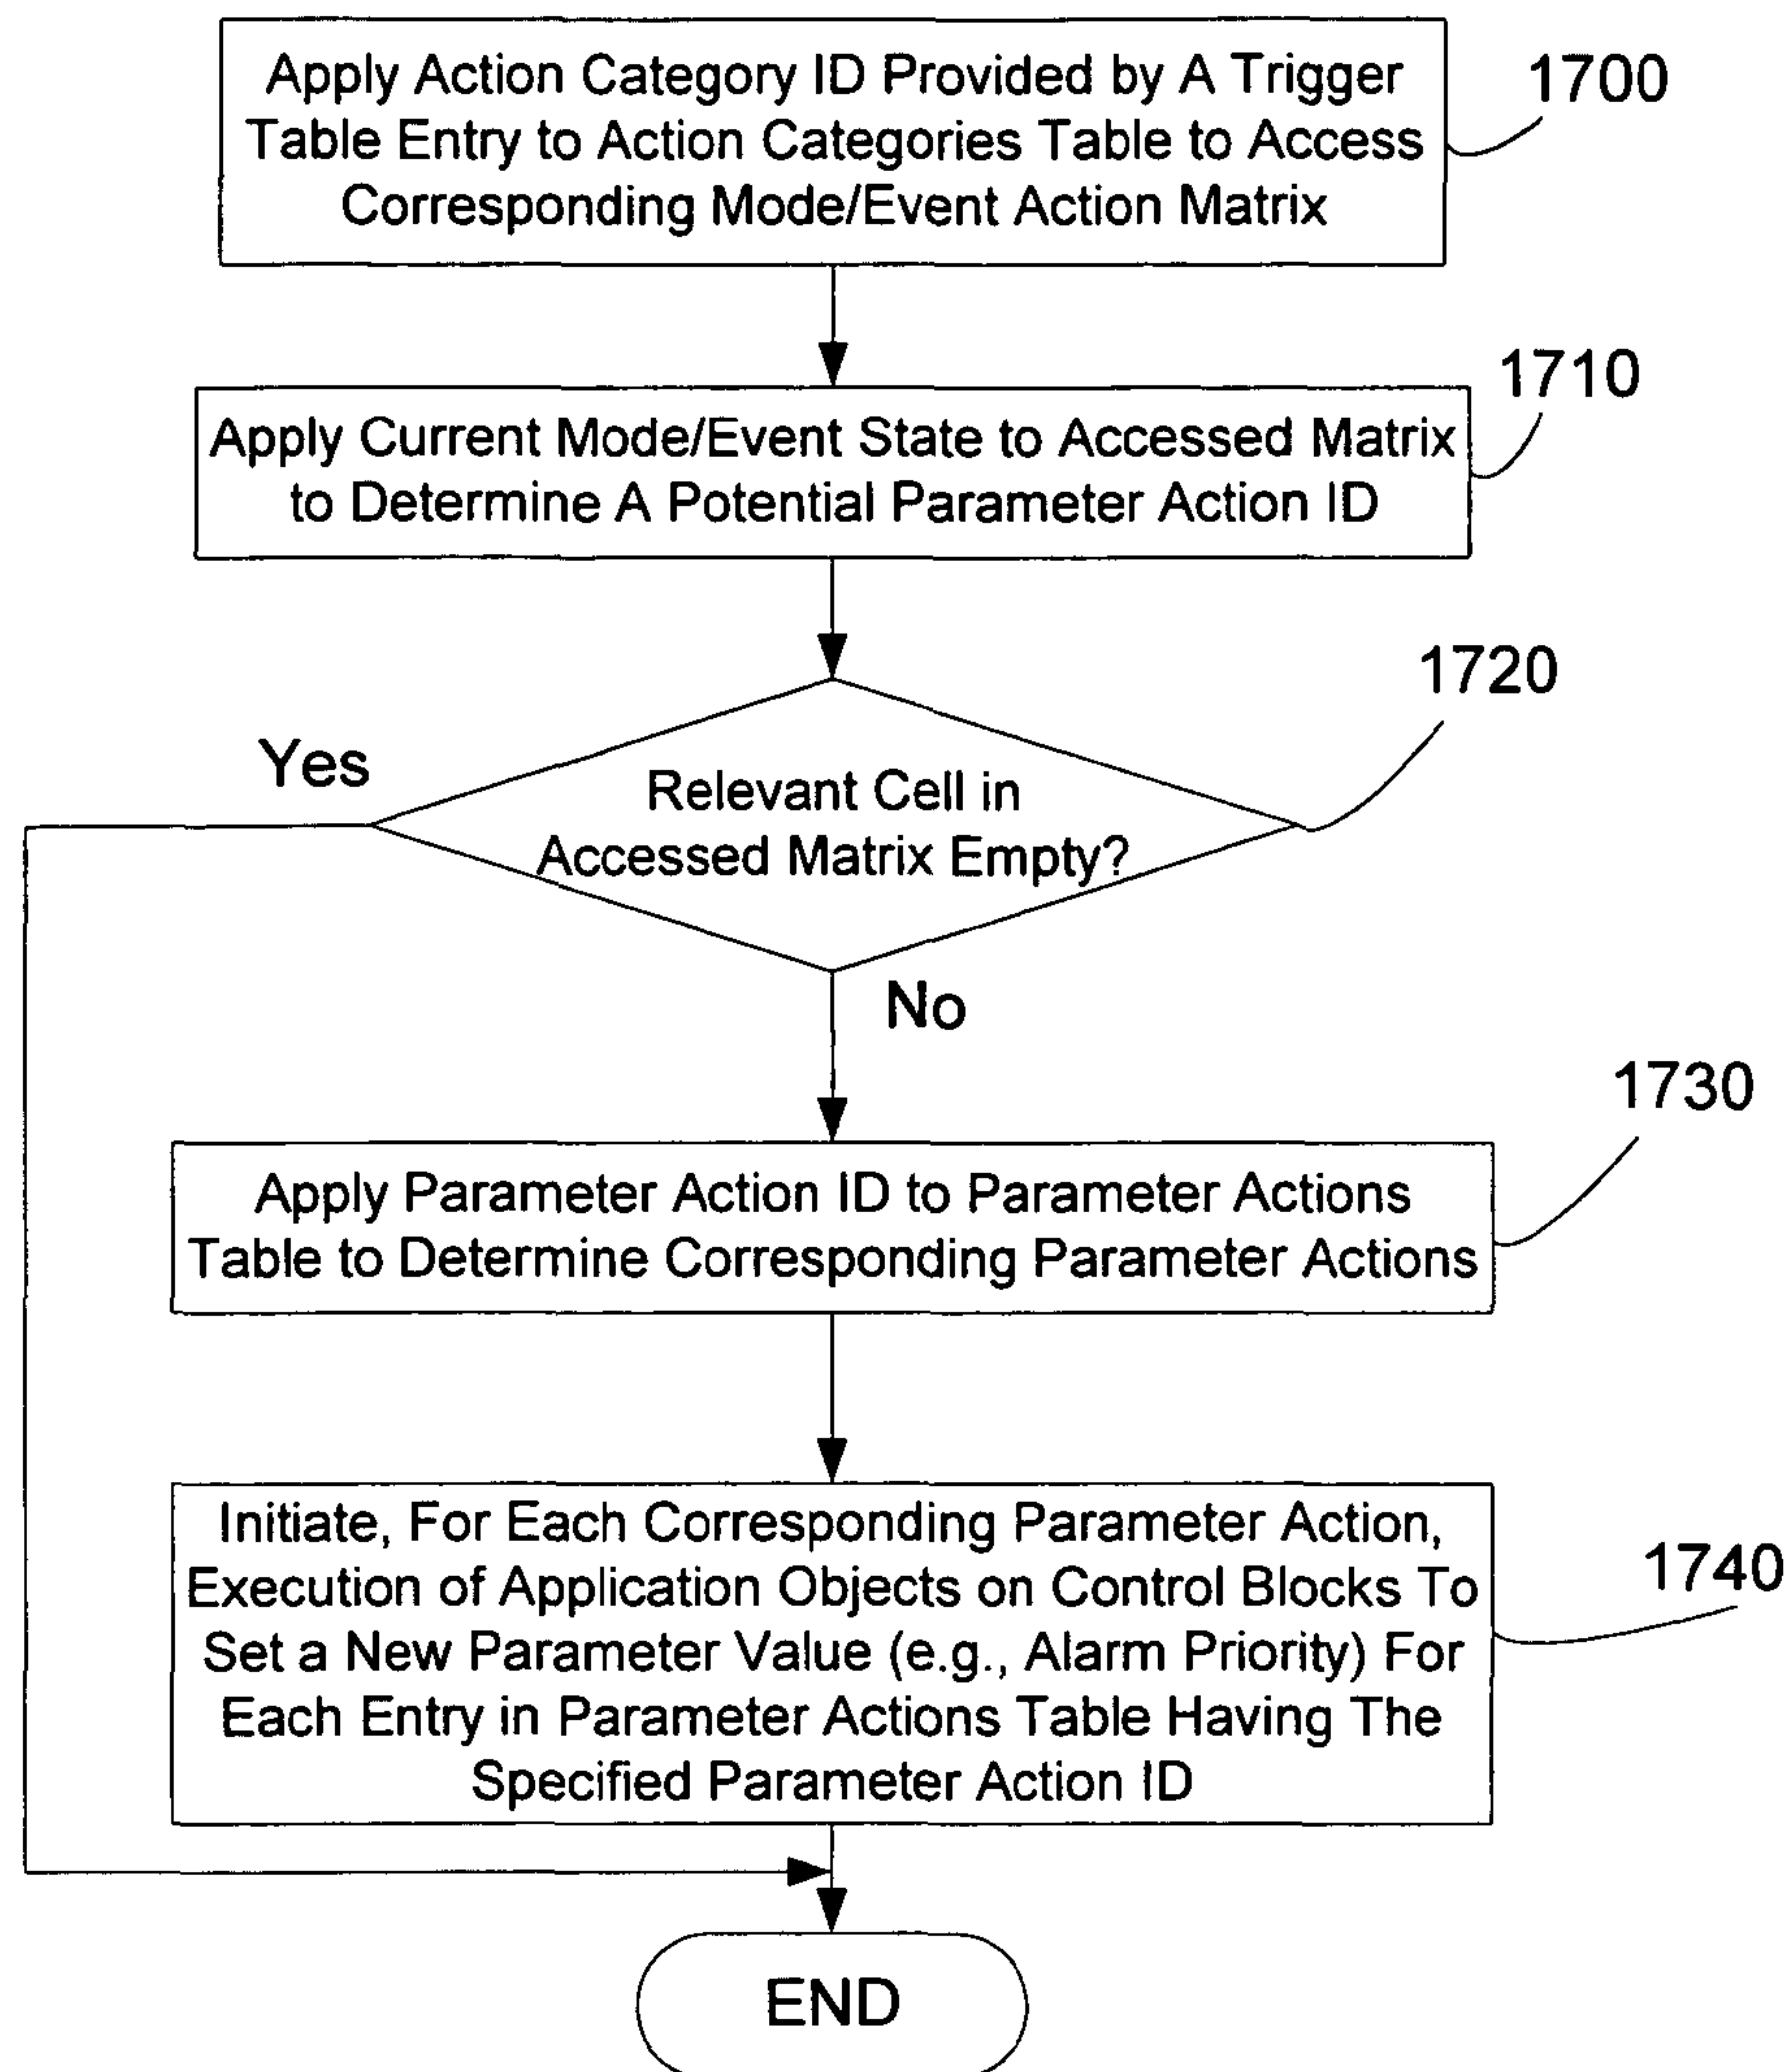 Apply Action Category ID Provided by A Trigger
Table Entry to Action Categories Table to Access
Corresponding Mode/Event Action Matrix
1700
Apply Current Mode/Event State to Accessed Matrix
to Determine A Potential Parameter Action ID
1710
Relevant Cell in
Accessed Matrix Empty?
1720
Yes
No
Apply Parameter Action ID to Parameter Actions
Table to Determine Corresponding Parameter Actions
1730
Initiate, For Each Corresponding Parameter Action,
Execution of Application Objects on Control Blocks To
Set a New Parameter Value (e.g., Alarm Priority) For
Each Entry in Parameter Actions Table Having The
Specified Parameter Action ID
1740
END